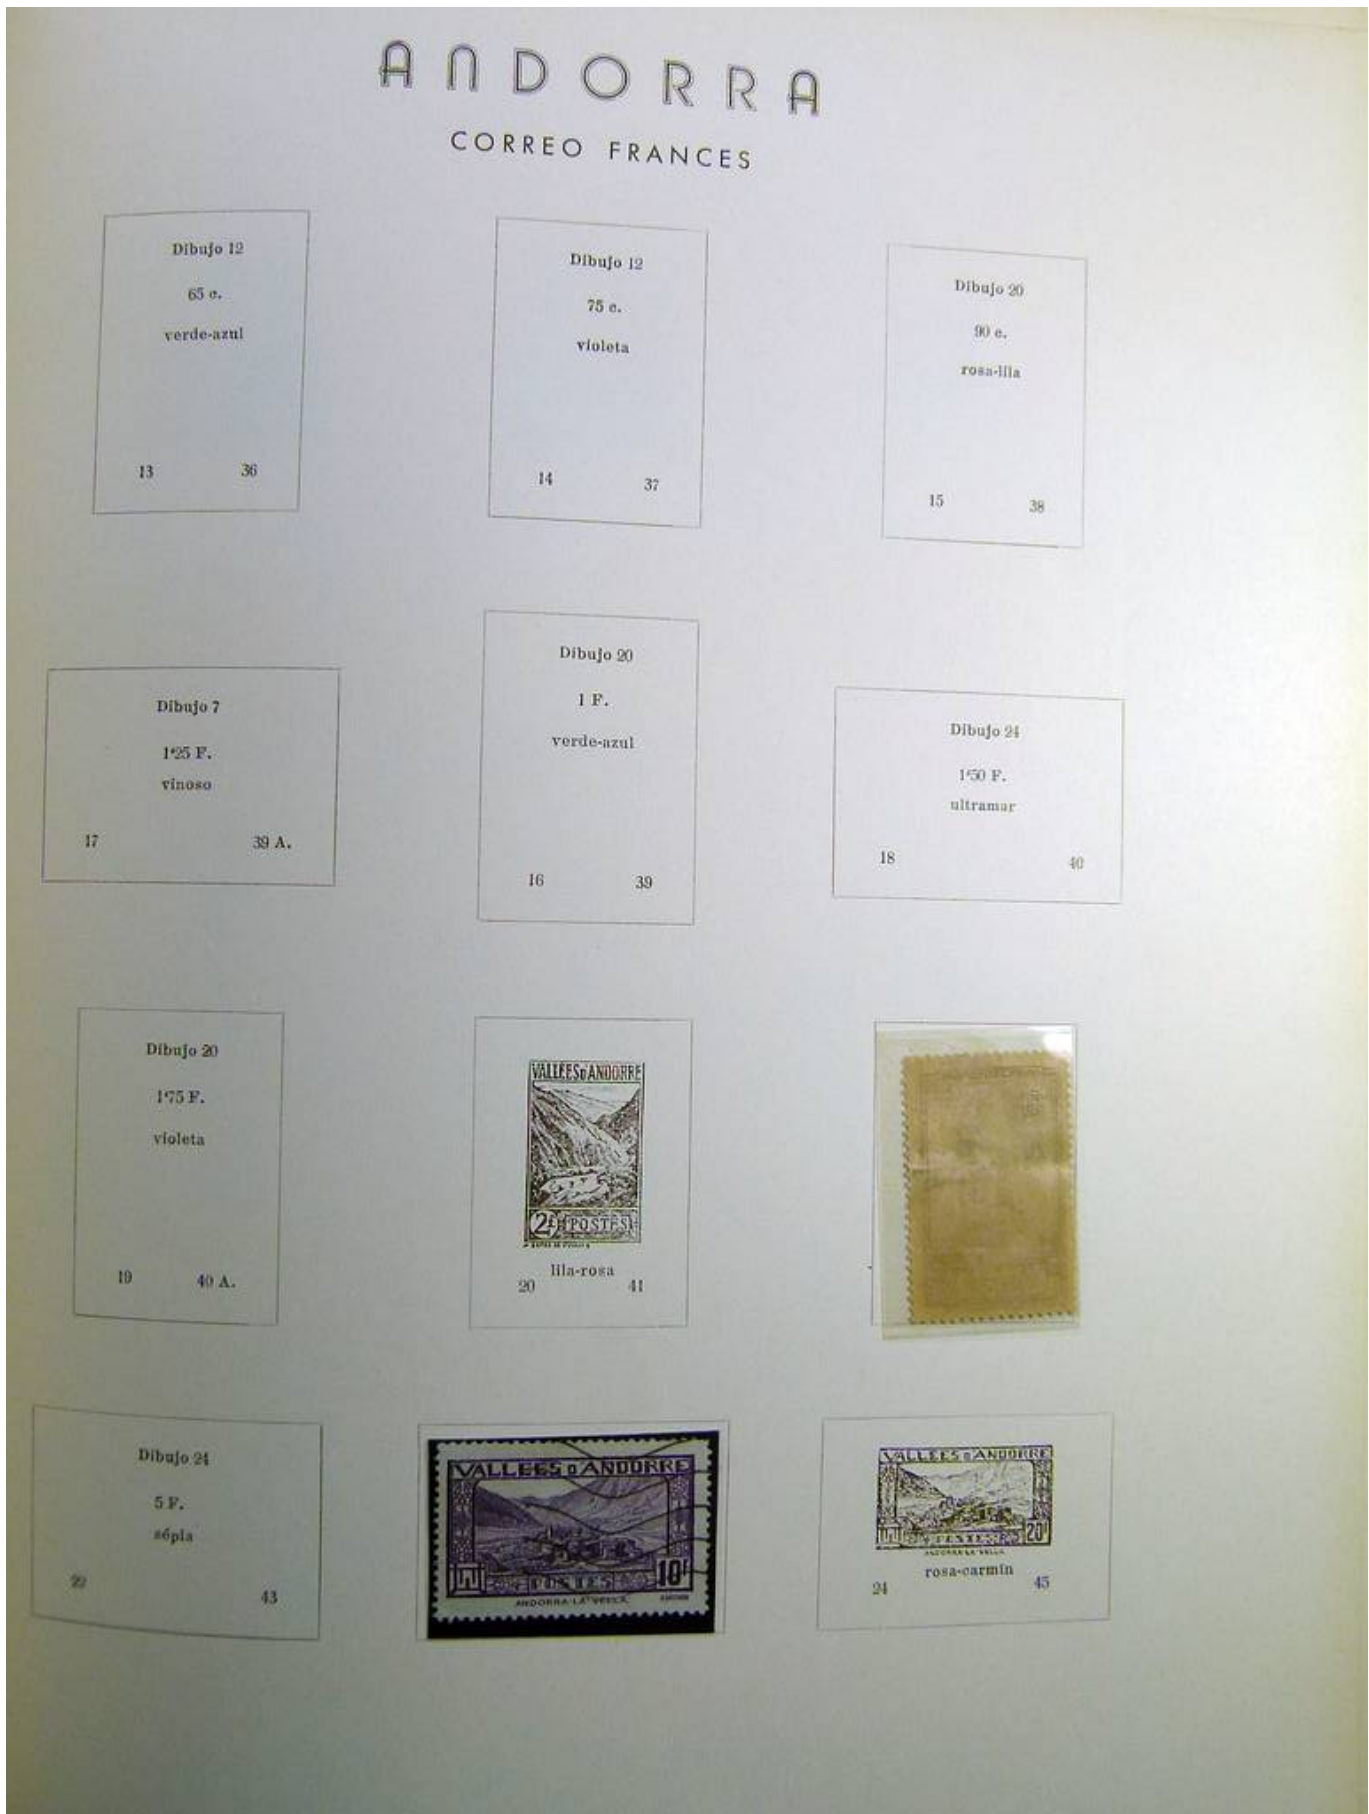 ANDORRA
CORREO FRANCES
Dibujo 12
65 c.
verde-azul
13 36
Dibujo 12
75 c.
violeta
14 37
Dibujo 20
90 c.
rosa-lila
15 38
Dibujo 7
1'25 F.
vinoso
17 39 A.
Dibujo 20
1 F.
verde-azul
16 39
Dibujo 24
1'50 F.
ultramar
18 40
Dibujo 20
1'75 F.
violeta
19 40 A.
VALLÉES D'ANDORRE
2F POSTES
lila-rosa
20 41
Dibujo 24
5 F.
sépia
22 43
VALLEES D'ANDORRE
POSTES 10F
ANDORRA-LA-VELLA
VALLEES D'ANDORRE
POSTES 20F
ANDORRA-LA-VELLA
rosa-carmín
24 45